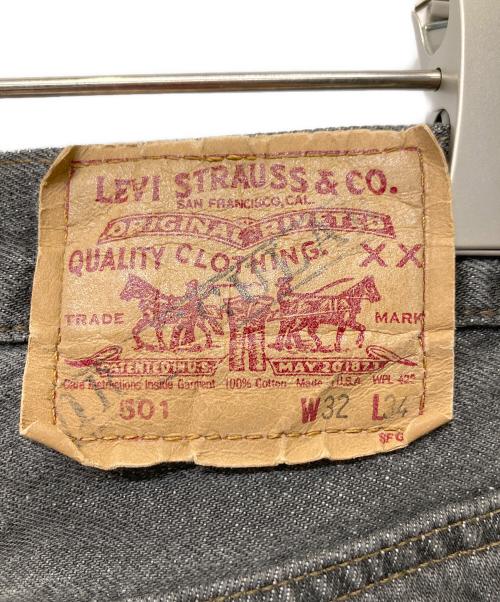 LEVI STRAUSS & CO.
SAN FRANCISCO, CAL.
ORIGINAL RIVETED
QUALITY CLOTHING. XX
TRADE MARK
PATENTED IN U.S. MAY 20 1873
Care Instructions Inside Garment 100% Cotton Made U.S.A. WPL 423
501 W32 L34
SFG